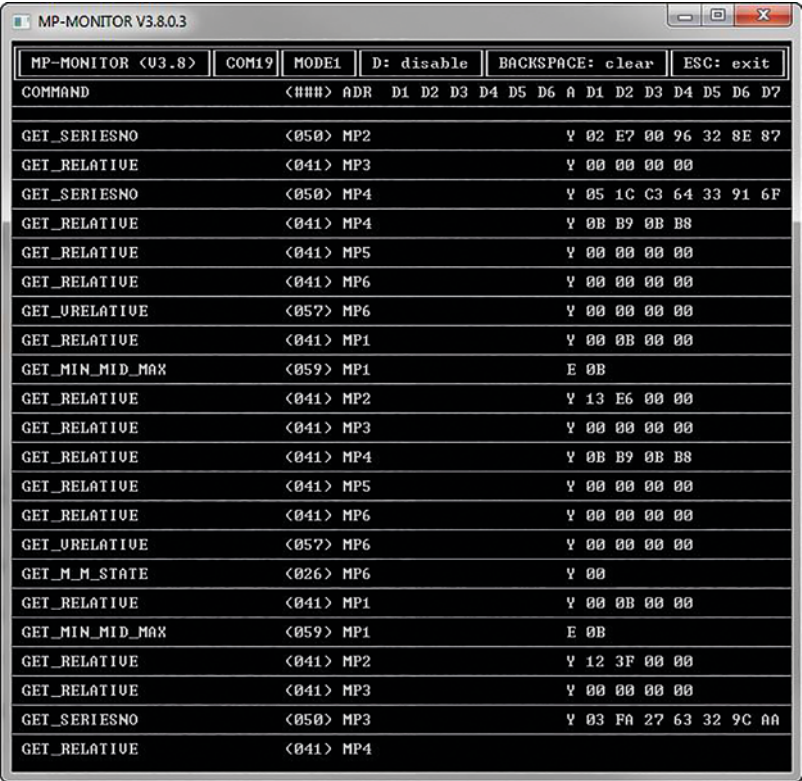 MP-MONITOR V3.8.0.3
MP-MONITOR (V3.8) COM19 MODE1 D: disable BACKSPACE: clear ESC: exit
COMMAND (###) ADR D1 D2 D3 D4 D5 D6 A D1 D2 D3 D4 D5 D6 D7
GET_SERIESNO (050) MP2 Y 02 E7 00 96 32 8E 87
GET_RELATIVE (041) MP3 Y 00 00 00 00
GET_SERIESNO (050) MP4 Y 05 1C C3 64 33 91 6F
GET_RELATIVE (041) MP4 Y 0B B9 0B B8
GET_RELATIVE (041) MP5 Y 00 00 00 00
GET_RELATIVE (041) MP6 Y 00 00 00 00
GET_VRELATIVE (057) MP6 Y 00 00 00 00
GET_RELATIVE (041) MP1 Y 00 0B 00 00
GET_MIN_MID_MAX (059) MP1 E 0B
GET_RELATIVE (041) MP2 Y 13 E6 00 00
GET_RELATIVE (041) MP3 Y 00 00 00 00
GET_RELATIVE (041) MP4 Y 0B B9 0B B8
GET_RELATIVE (041) MP5 Y 00 00 00 00
GET_RELATIVE (041) MP6 Y 00 00 00 00
GET_VRELATIVE (057) MP6 Y 00 00 00 00
GET_M_M_STATE (026) MP6 Y 00
GET_RELATIVE (041) MP1 Y 00 0B 00 00
GET_MIN_MID_MAX (059) MP1 E 0B
GET_RELATIVE (041) MP2 Y 12 3F 00 00
GET_RELATIVE (041) MP3 Y 00 00 00 00
GET_SERIESNO (050) MP3 Y 03 FA 27 63 32 9C AA
GET_RELATIVE (041) MP4